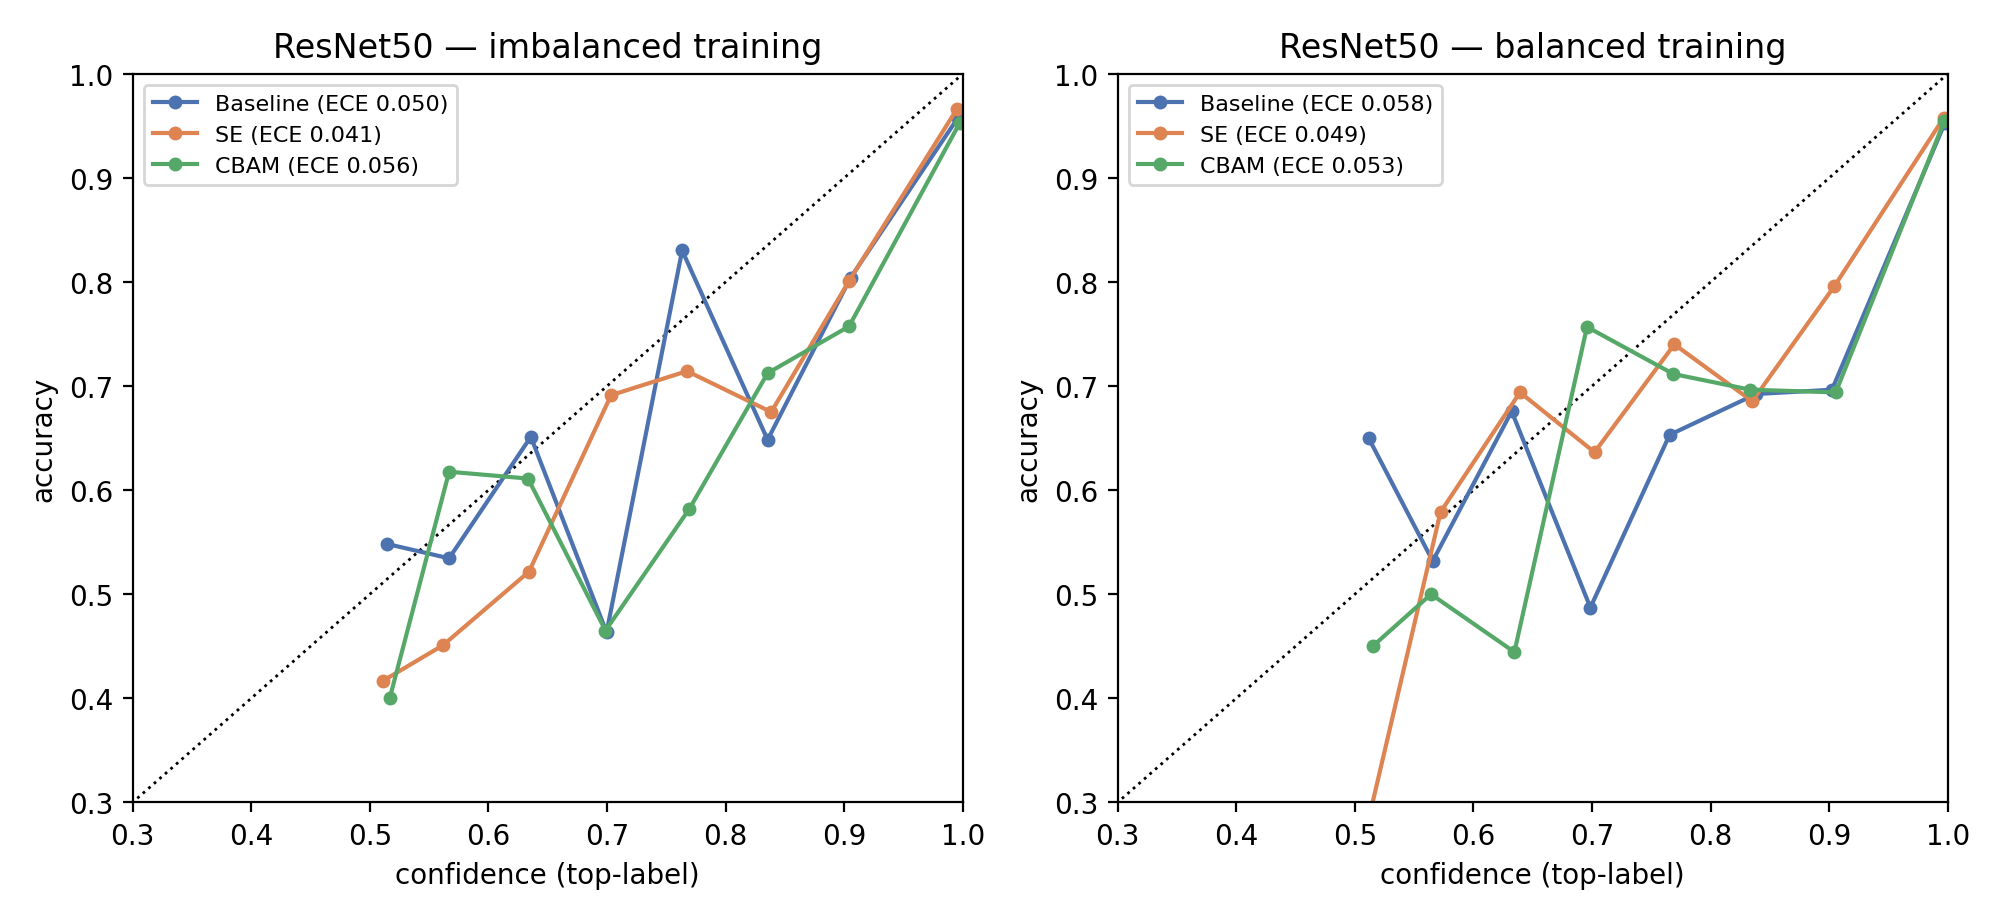 ResNet50 — imbalanced training
Baseline (ECE 0.050)
SE (ECE 0.041)
CBAM (ECE 0.056)
1.0
0.9
0.8
0.7
0.6
0.5
0.4
0.3
accuracy
0.3 0.4 0.5 0.6 0.7 0.8 0.9 1.0
confidence (top-label)
ResNet50 — balanced training
Baseline (ECE 0.058)
SE (ECE 0.049)
CBAM (ECE 0.053)
1.0
0.9
0.8
0.7
0.6
0.5
0.4
0.3
accuracy
0.3 0.4 0.5 0.6 0.7 0.8 0.9 1.0
confidence (top-label)